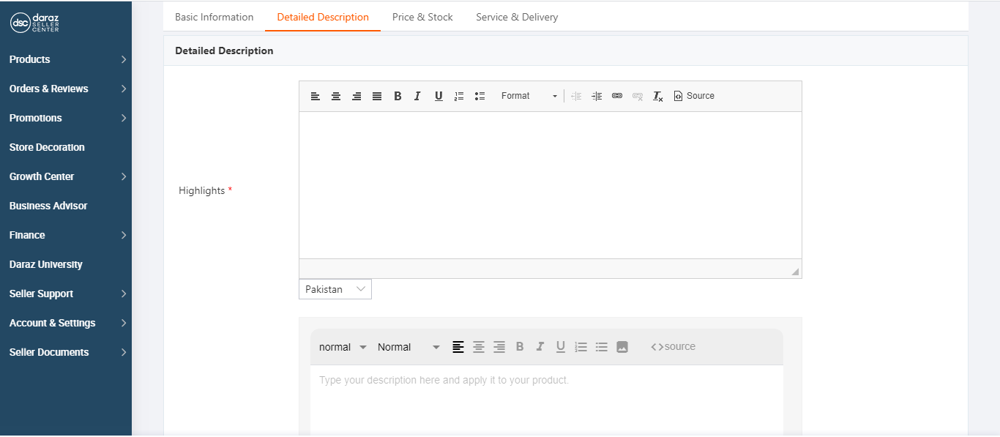 dsc daraz
SELLER
CENTER
Products
Orders & Reviews
Promotions
Store Decoration
Growth Center
Business Advisor
Finance
Daraz University
Seller Support
Account & Settings
Seller Documents
Basic Information Detailed Description Price & Stock Service & Delivery
Detailed Description
B I U Format Source
Highlights *
Pakistan
normal Normal B I U <>source
Type your description here and apply it to your product.